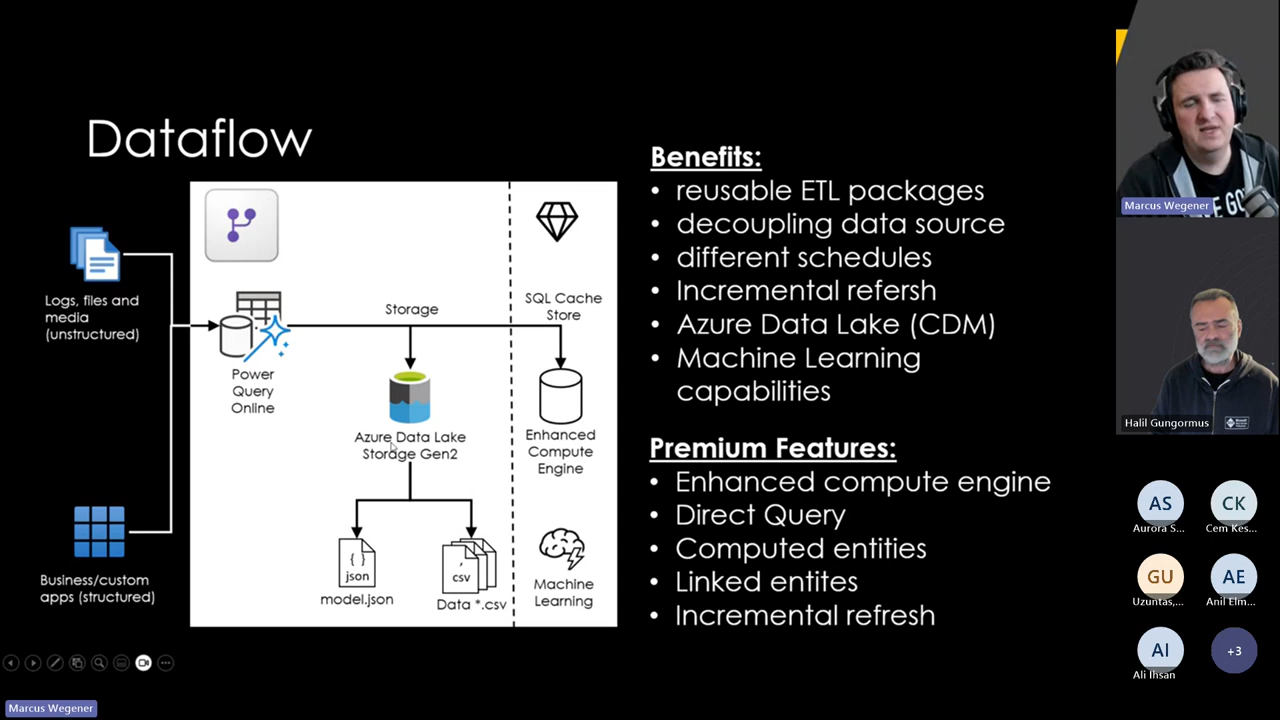 Dataflow
Logs, files and
media
(unstructured)
Business/custom
apps (structured)
Power
Query
Online
Storage
Azure Data Lake
Storage Gen2
{ }
json
model.json
,
csv
Data *.csv
SQL Cache
Store
Enhanced
Compute
Engine
Machine
Learning
Benefits:
• reusable ETL packages
• decoupling data source
• different schedules
• Incremental refersh
• Azure Data Lake (CDM)
• Machine Learning
capabilities
Premium Features:
• Enhanced compute engine
• Direct Query
• Computed entities
• Linked entites
• Incremental refresh
Marcus Wegener
Halil Gungormus
AS
Aurora S...
CK
Cem Kes...
GU
Uzuntas,...
AE
Anil Elm...
AI
Ali Ihsan
+3
Marcus Wegener